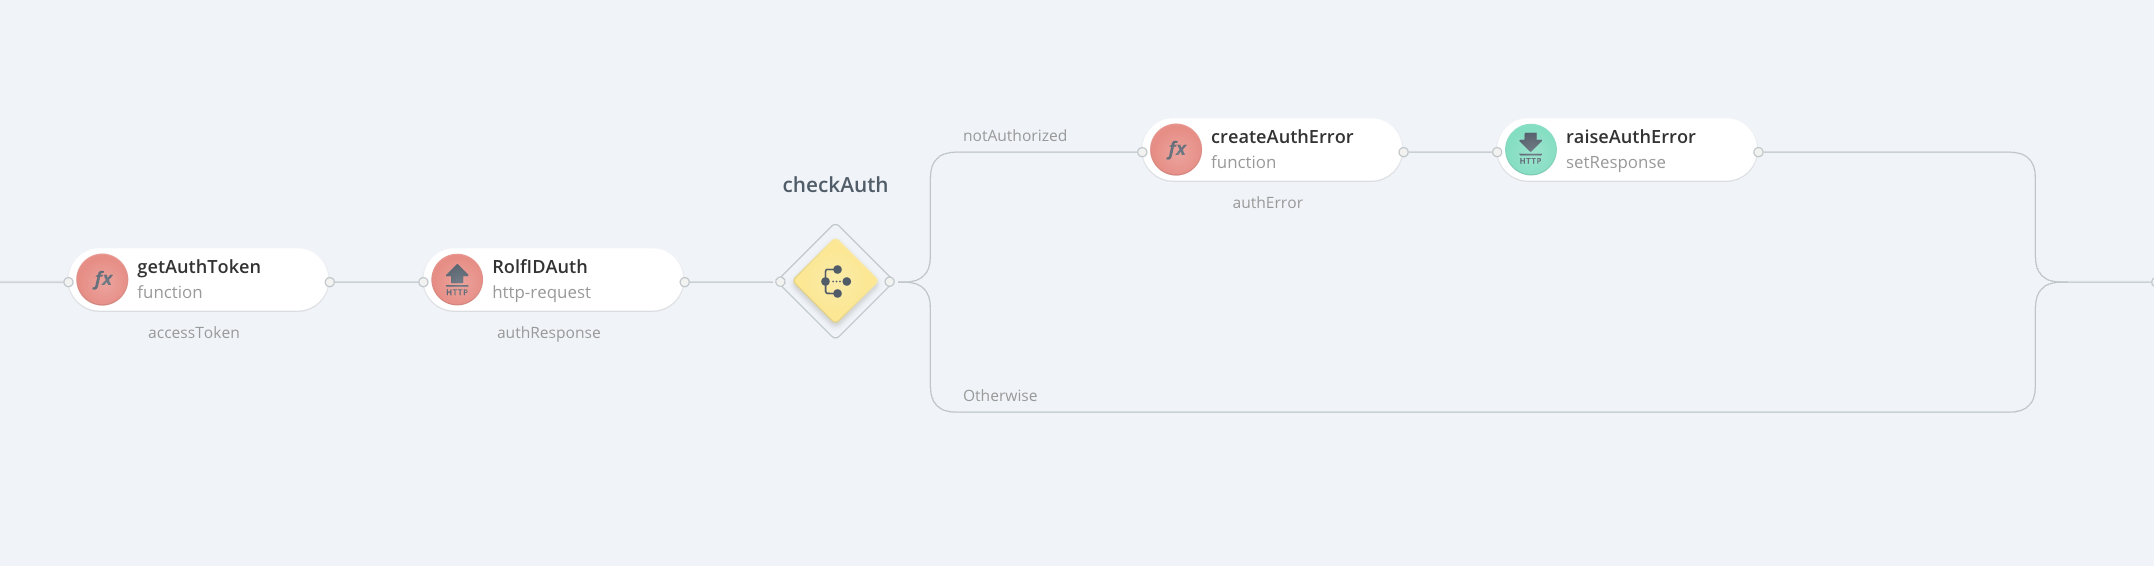 getAuthToken
function
accessToken
HTTP
RolfIDAuth
http-request
authResponse
checkAuth
notAuthorized
fx
createAuthError
function
authError
HTTP
raiseAuthError
setResponse
Otherwise
fx